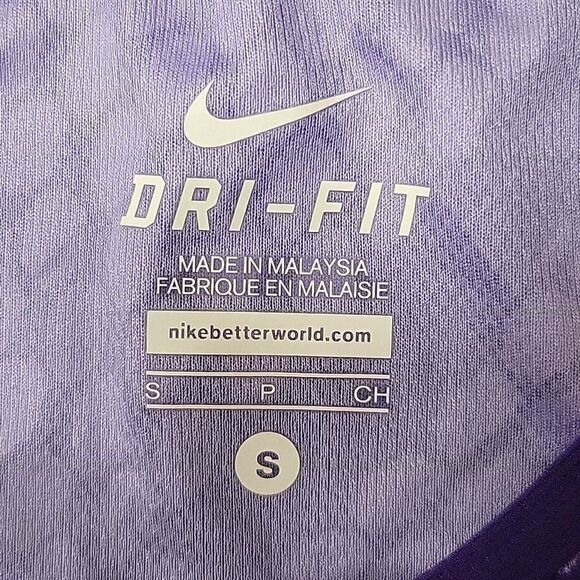 DRI-FIT
MADE IN MALAYSIA
FABRIQUE EN MALAISIE
nikebetterworld.com
S P CH
S